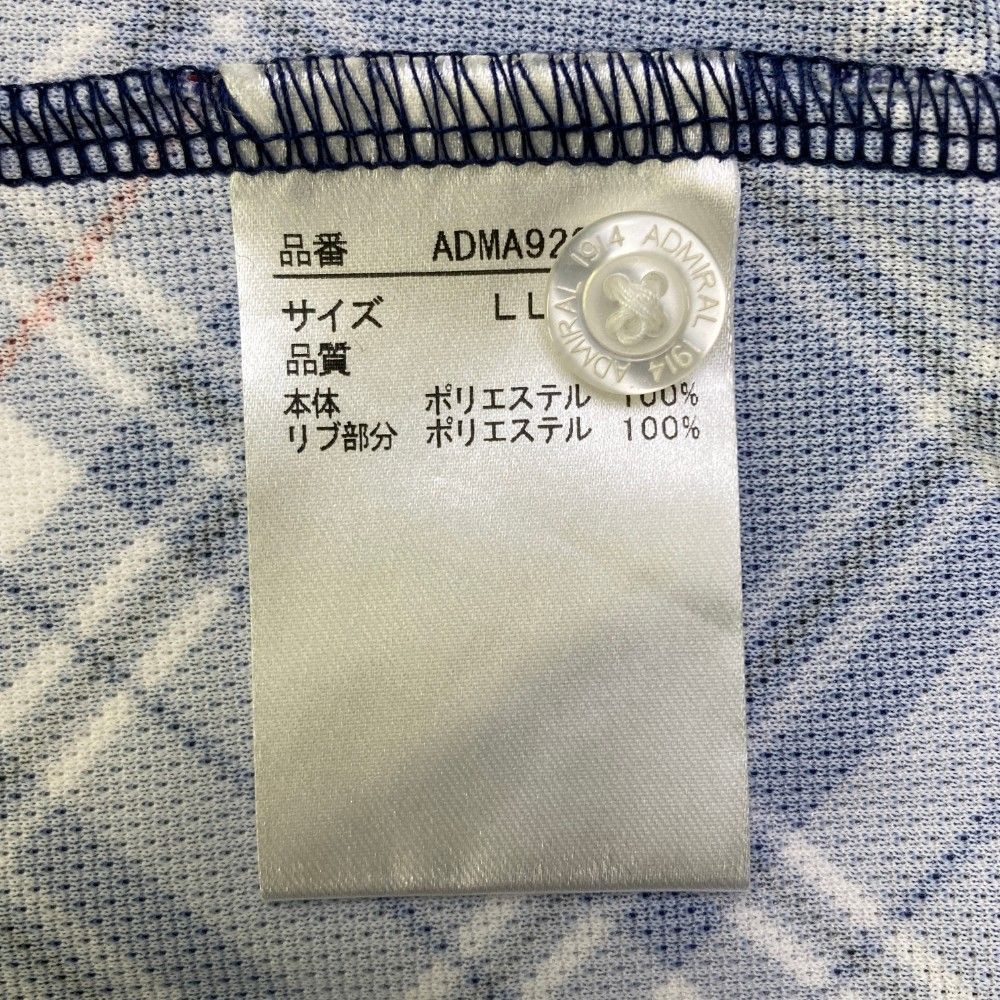 品番 ADMA92
サイズ LL
品質
本体 ポリエステル 100%
リブ部分 ポリエステル 100%
ADMIRAL 1914 ADMIRAL 1914